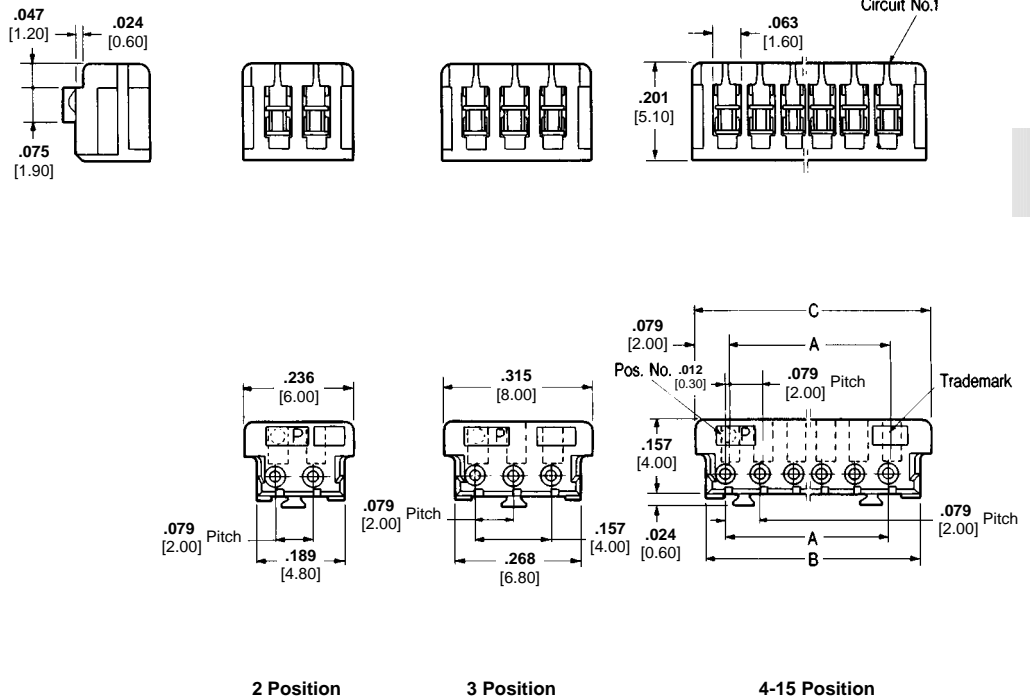 Circuit No.1
.047
[1.20]
.024
[0.60]
.063
[1.60]
.201
[5.10]
.075
[1.90]
C
.079
[2.00]
A
Pos. No.
.012
[0.30]
.079
[2.00] Pitch
Trademark
.236
[6.00]
.315
[8.00]
P
P
P
.157
[4.00]
.079
[2.00] Pitch
.189
[4.80]
.079
[2.00] Pitch
.157
[4.00]
.268
[6.80]
.024
[0.60]
.079
[2.00] Pitch
A
B
2 Position
3 Position
4-15 Position